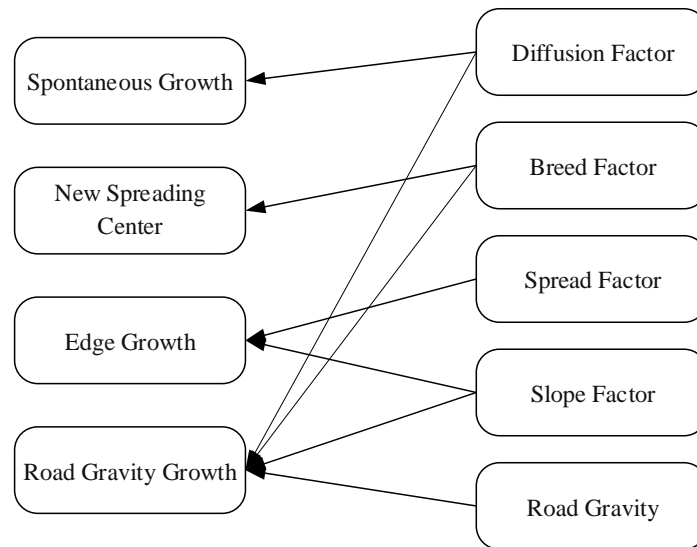 Spontaneous Growth
New Spreading
Center
Edge Growth
Road Gravity Growth
Diffusion Factor
Breed Factor
Spread Factor
Slope Factor
Road Gravity